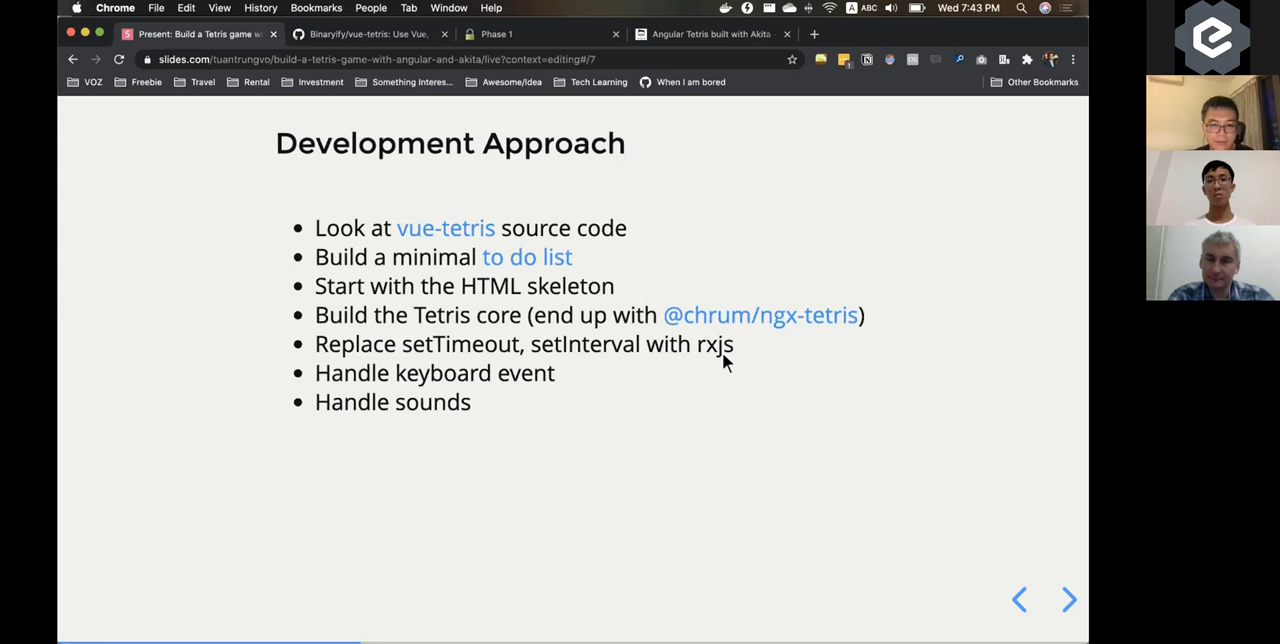 Chrome File Edit View History Bookmarks People Tab Window Help
A ABC Wed 7:43 PM
Present: Build a Tetris game wi
Binaryify/vue-tetris: Use Vue,
Phase 1
Angular Tetris built with Akita -
slides.com/tuantrungvo/build-a-tetris-game-with-angular-and-akita/live?context=editing#/7
VOZ Freebie Travel Rental Investment Something Interes... Awesome/Idea Tech Learning When I am bored Other Bookmarks
Development Approach
• Look at vue-tetris source code
• Build a minimal to do list
• Start with the HTML skeleton
• Build the Tetris core (end up with @chrum/ngx-tetris)
• Replace setTimeout, setInterval with rxjs
• Handle keyboard event
• Handle sounds